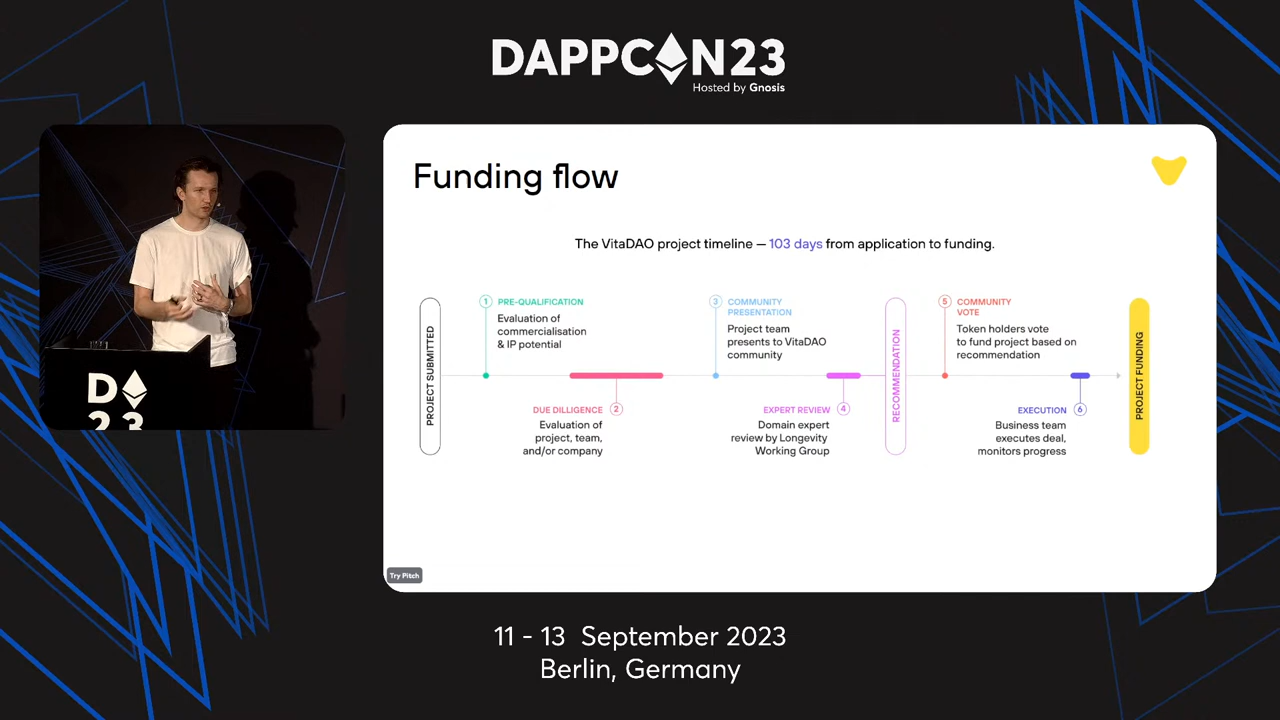 DAPPCON23
Hosted by Gnosis
D
23
Funding flow
The VitaDAO project timeline — 103 days from application to funding.
PROJECT SUBMITTED
1 PRE-QUALIFICATION
Evaluation of
commercialisation
& IP potential
DUE DILLIGENCE 2
Evaluation of
project, team,
and/or company
3 COMMUNITY
PRESENTATION
Project team
presents to VitaDAO
community
EXPERT REVIEW 4
Domain expert
review by Longevity
Working Group
RECOMMENDATION
5 COMMUNITY
VOTE
Token holders vote
to fund project based on
recommendation
EXECUTION 6
Business team
executes deal,
monitors progress
PROJECT FUNDING
Try Pitch
11 - 13 September 2023
Berlin, Germany